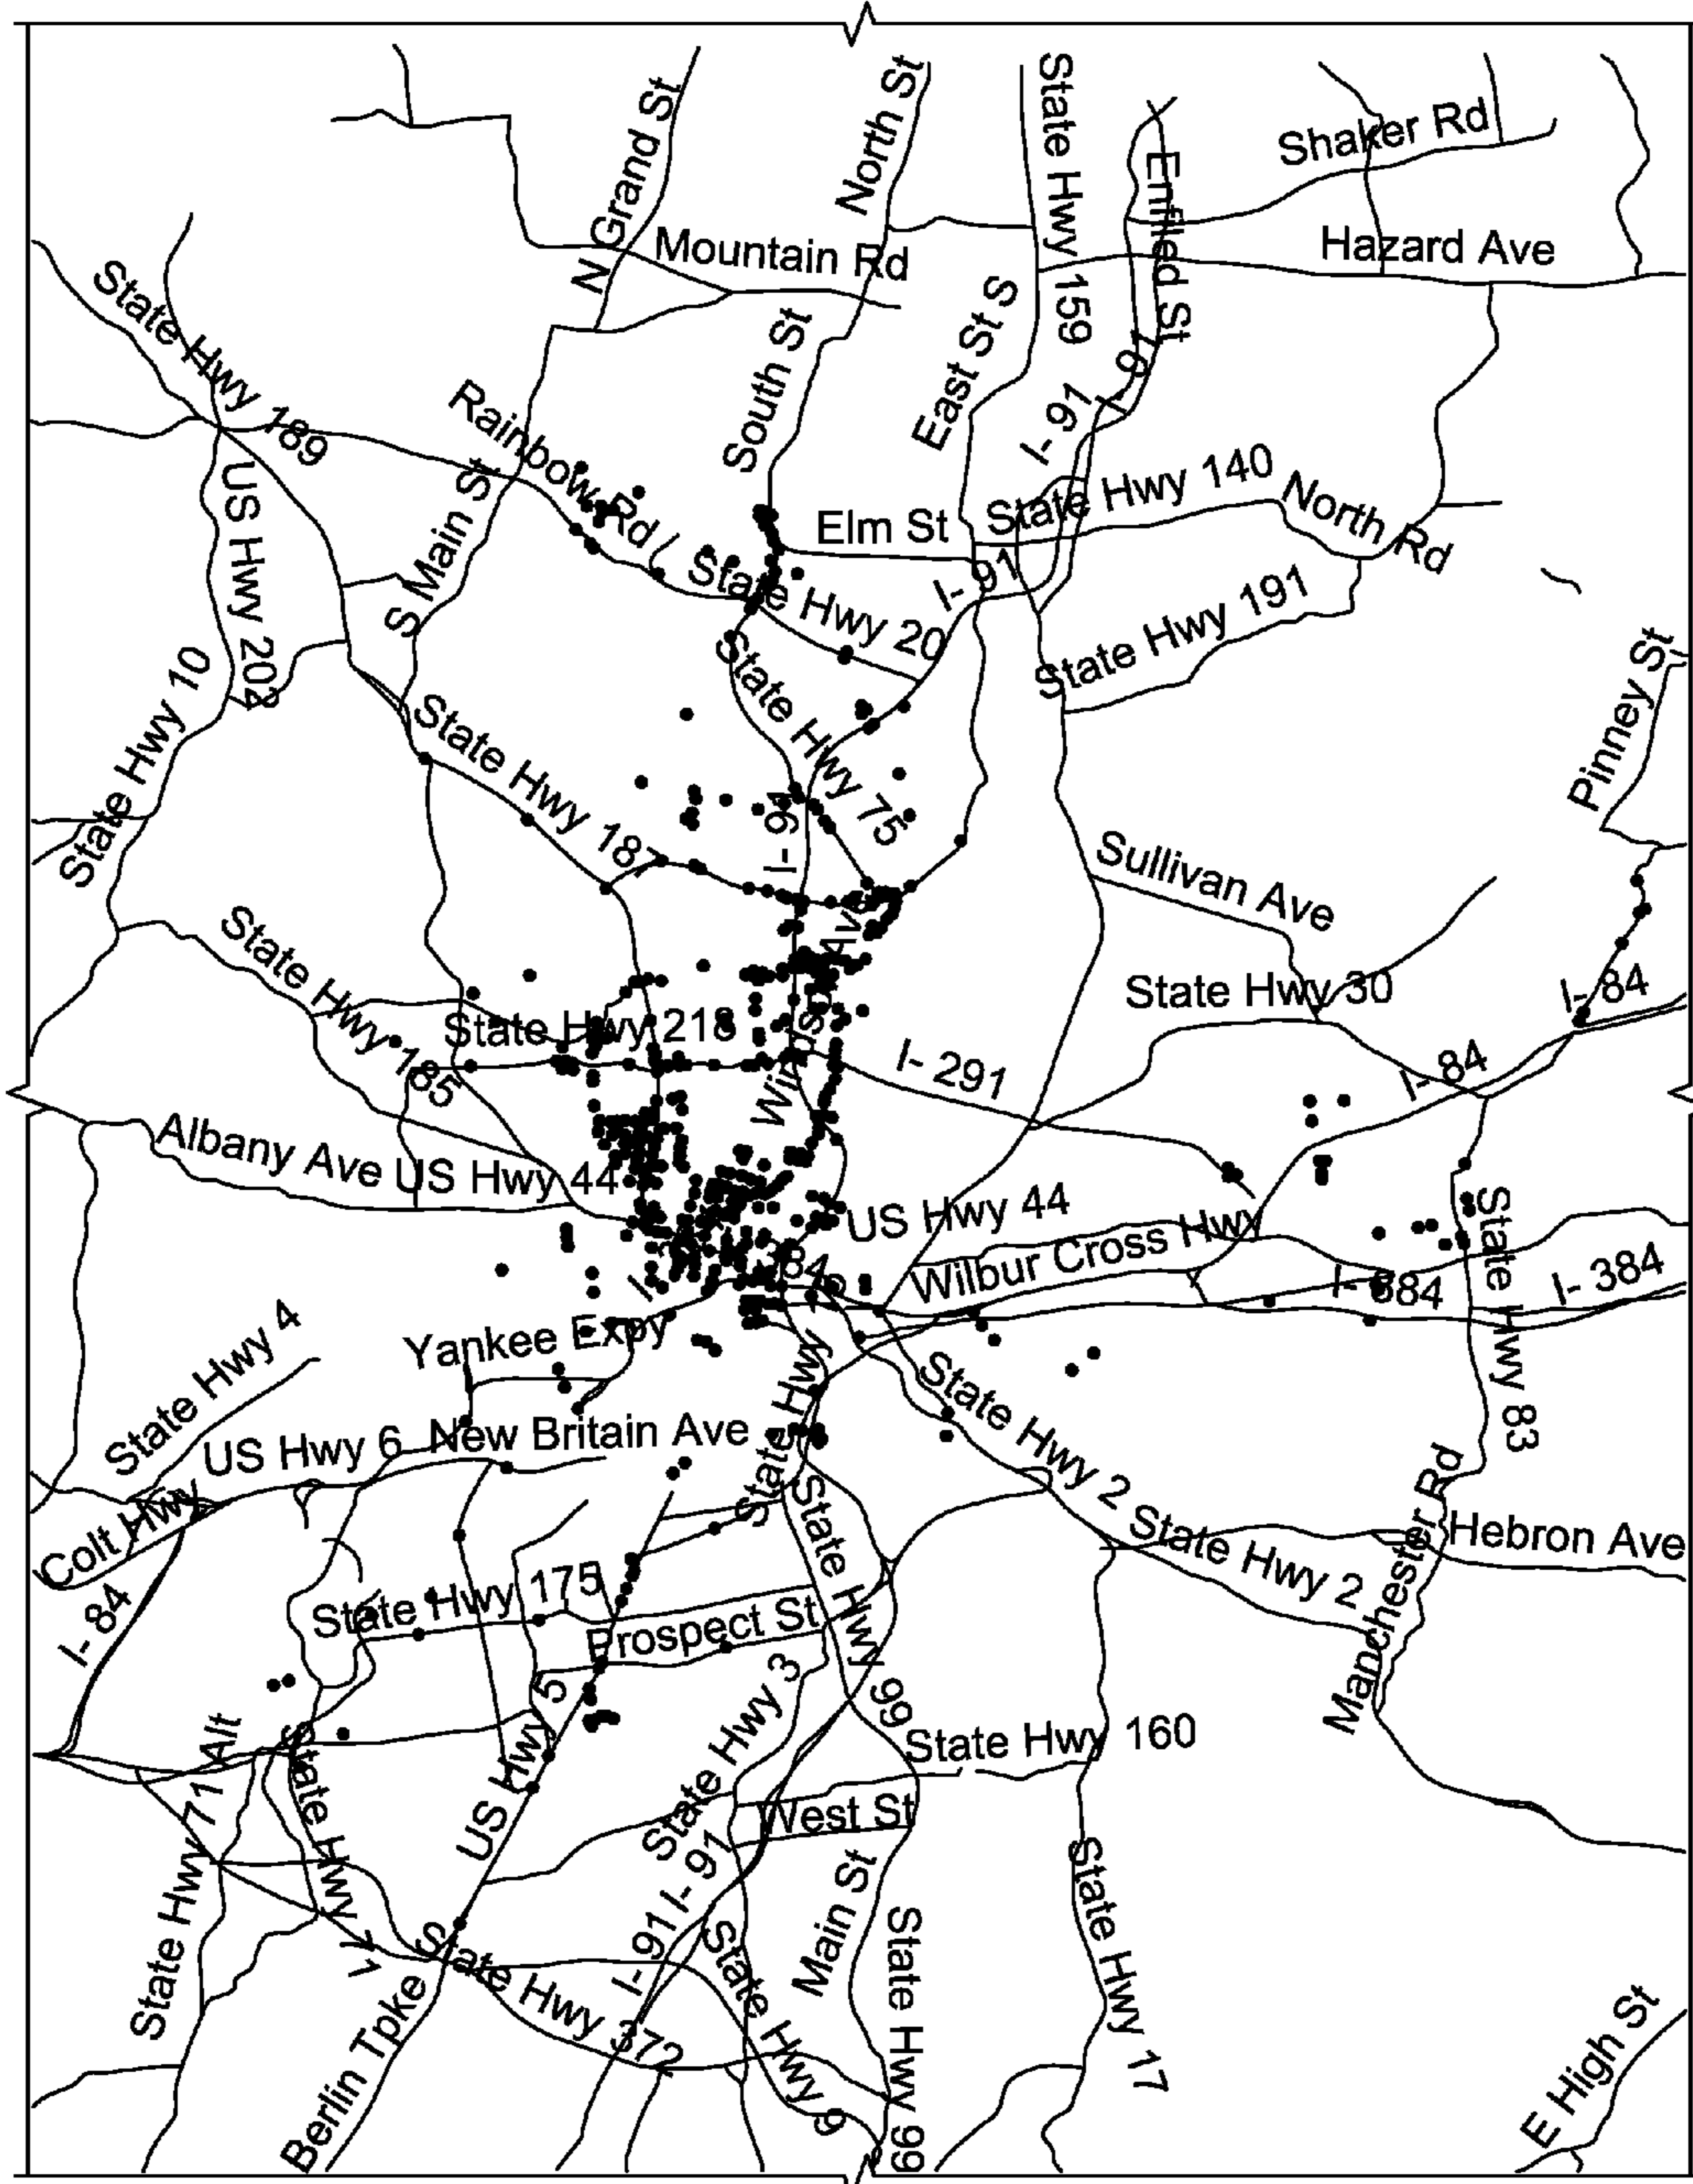 N Grand St
North St
State Hwy 159
Enfiled St
Shaker Rd
Mountain Rd
Hazard Ave
State Hwy 189
South St
East St S
I- 91
I- 91
Rainbow Rd
US Hwy 202
S Main St
Elm St
State Hwy 140
North Rd
State Hwy 20
I- 91
State Hwy 191
State Hwy 10
State Hwy 75
Pinney St
State Hwy 187
I- 91
Sullivan Ave
State Hwy 185
State Hwy 218
Ave
State Hwy 30
I- 84
I- 291
I- 84
Albany Ave
US Hwy 44
US Hwy 44
Wilbur Cross Hwy
State Hwy 83
I- 384
I- 384
84
State Hwy 4
Yankee Expy
State Hwy 2
US Hwy 6
New Britain Ave
State Hwy
Colt Hwy
State Hwy 99
State Hwy 2
Manchester Rd
Hebron Ave
I- 84
State Hwy 175
Prospect St
State Hwy 3
US Hwy 5
State Hwy 160
State Hwy 71 Alt
State Hwy 71
West St
I- 91
I- 91
Main St
State Hwy 17
State Hwy 99
State Hwy 9
State Hwy 372
Berlin Tpke
E High St